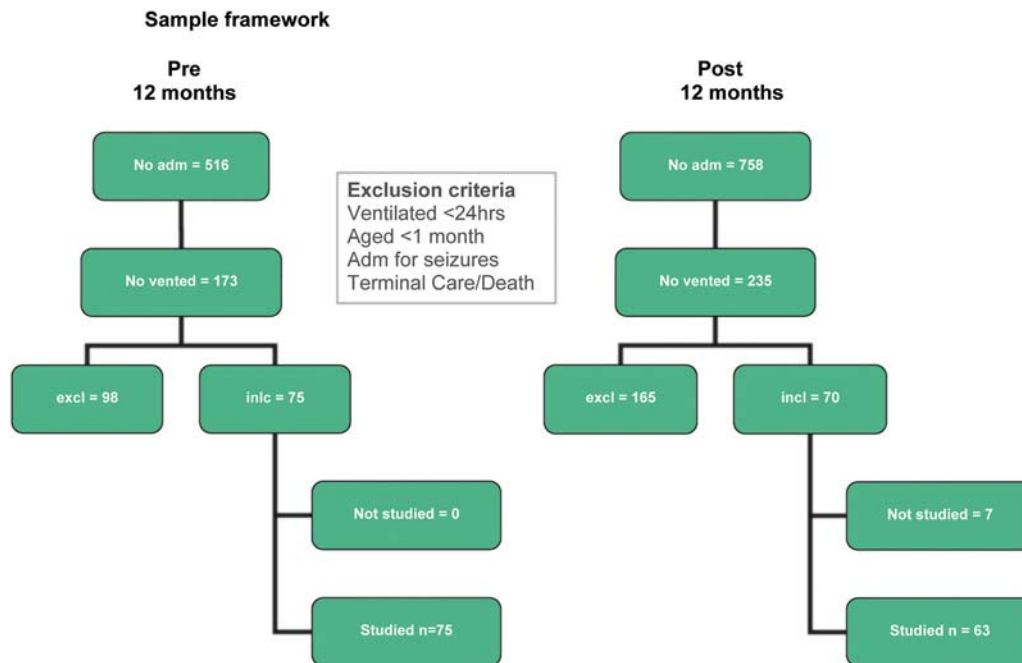 Sample framework
Pre
12 months
Post
12 months
No adm = 516
No adm = 758
Exclusion criteria
Ventilated <24hrs
Aged <1 month
Adm for seizures
Terminal Care/Death
No vented = 173
No vented = 235
excl = 98
inlc = 75
excl = 165
incl = 70
Not studied = 0
Not studied = 7
Studied n=75
Studied n = 63